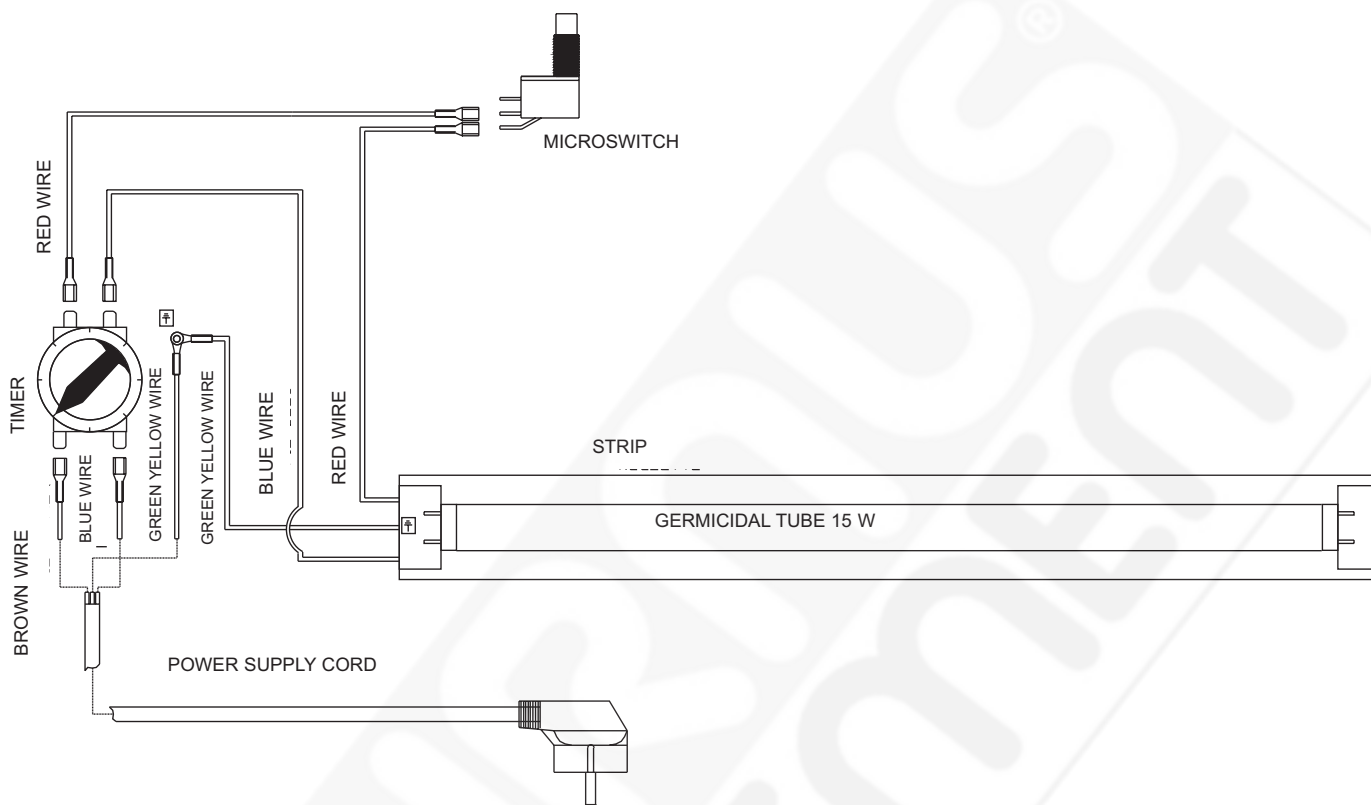 MICROSWITCH
RED WIRE
TIMER
GREEN YELLOW WIRE
GREEN YELLOW WIRE
BLUE WIRE
RED WIRE
STRIP
GERMICIDAL TUBE 15 W
BLUE WIRE
BROWN WIRE
POWER SUPPLY CORD
®